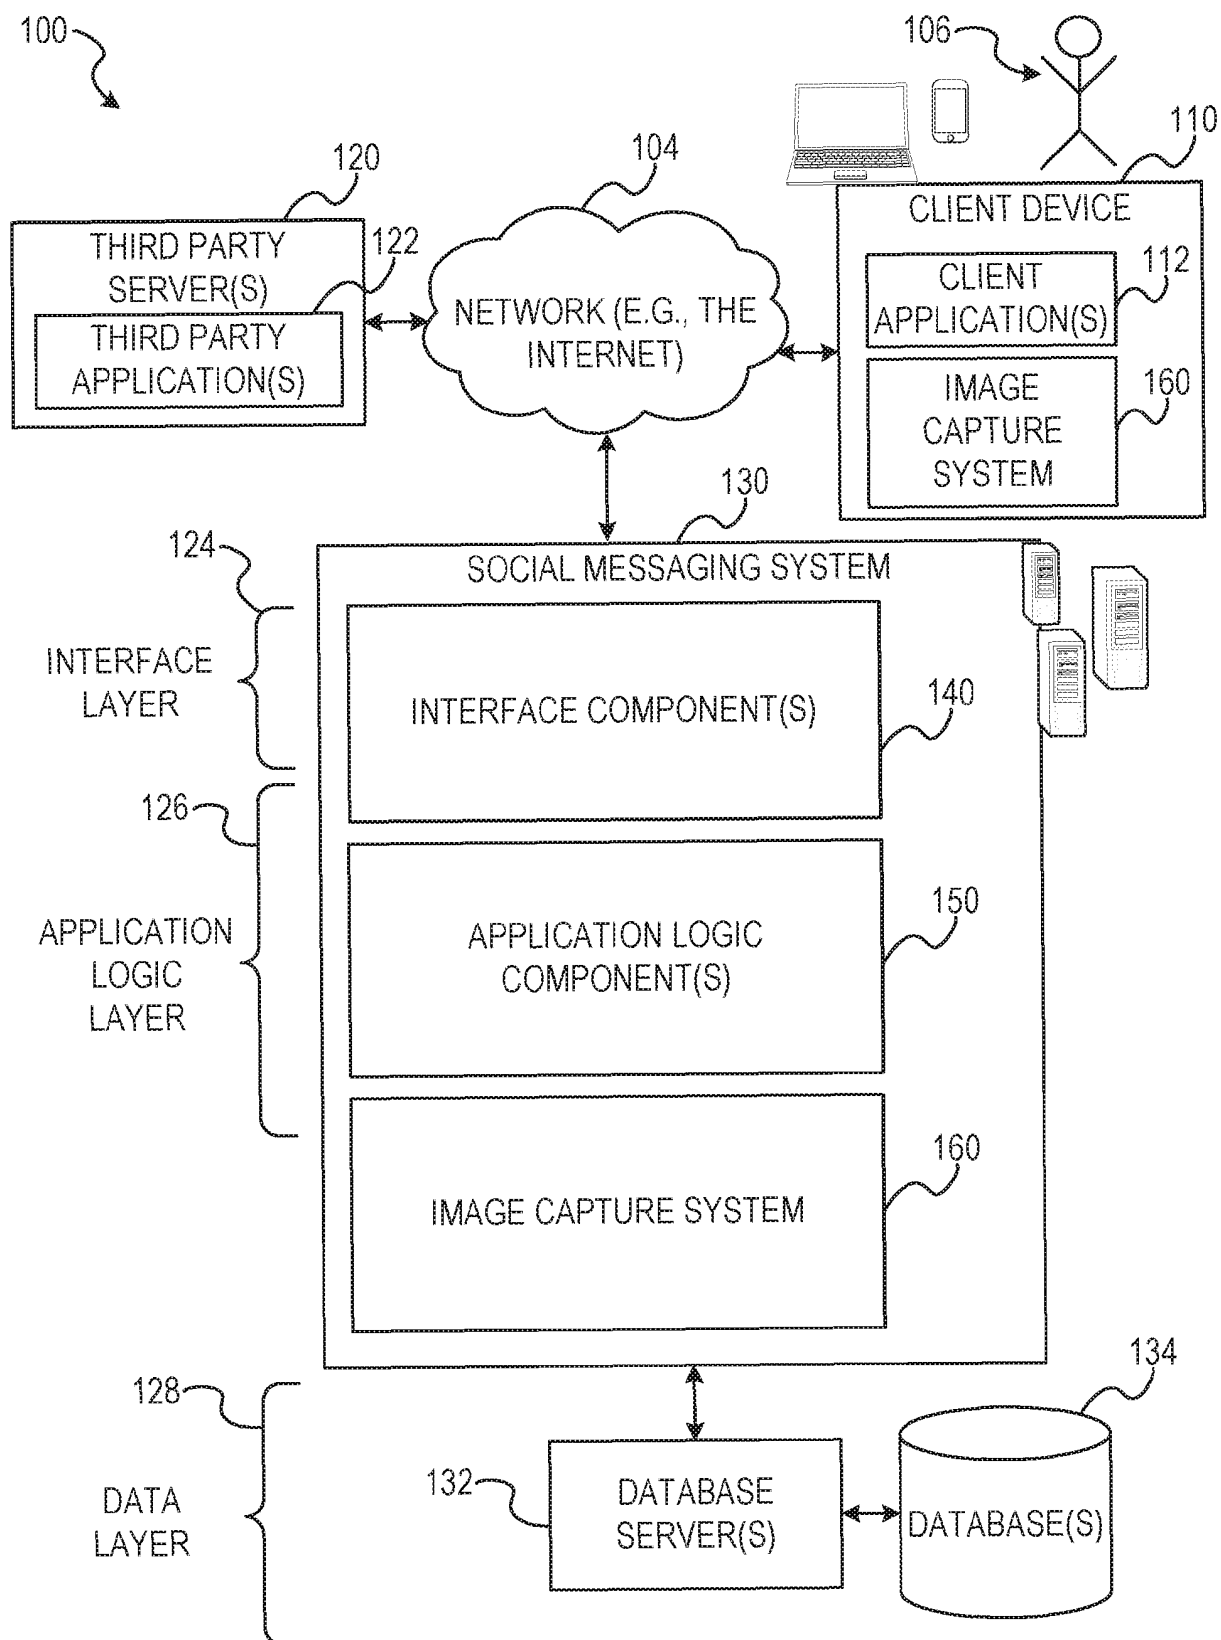 100
106
110
120
104
CLIENT DEVICE
THIRD PARTY
SERVER(S)
122
CLIENT
APPLICATION(S)
112
NETWORK (E.G., THE
INTERNET)
THIRD PARTY
APPLICATION(S)
IMAGE
CAPTURE
SYSTEM
160
130
124
SOCIAL MESSAGING SYSTEM
INTERFACE
LAYER
INTERFACE COMPONENT(S)
140
126
APPLICATION
LOGIC
LAYER
APPLICATION LOGIC
COMPONENT(S)
150
160
IMAGE CAPTURE SYSTEM
134
128
132
DATABASE
SERVER(S)
DATABASE(S)
DATA
LAYER